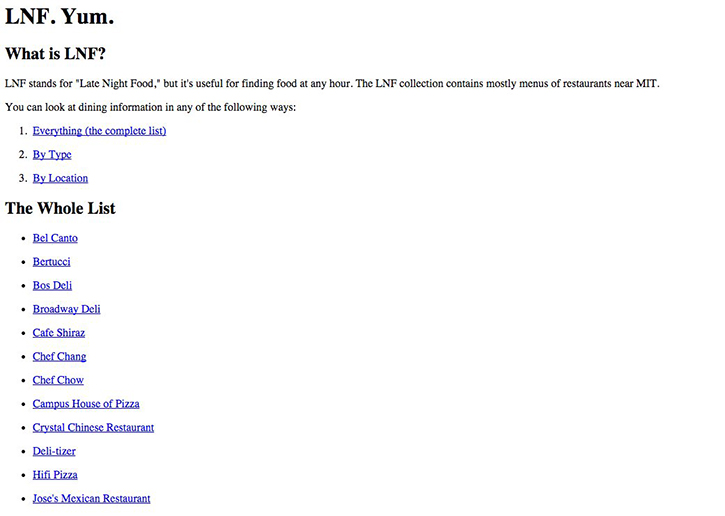 LNF. Yum.
What is LNF?
LNF stands for "Late Night Food," but it's useful for finding food at any hour. The LNF collection contains mostly menus of restaurants near MIT.
You can look at dining information in any of the following ways:
1. Everything (the complete list)
2. By Type
3. By Location
The Whole List
• Bel Canto
• Bertucci
• Bos Deli
• Broadway Deli
• Cafe Shiraz
• Chef Chang
• Chef Chow
• Campus House of Pizza
• Crystal Chinese Restaurant
• Deli-tizer
• Hifi Pizza
• Jose's Mexican Restaurant